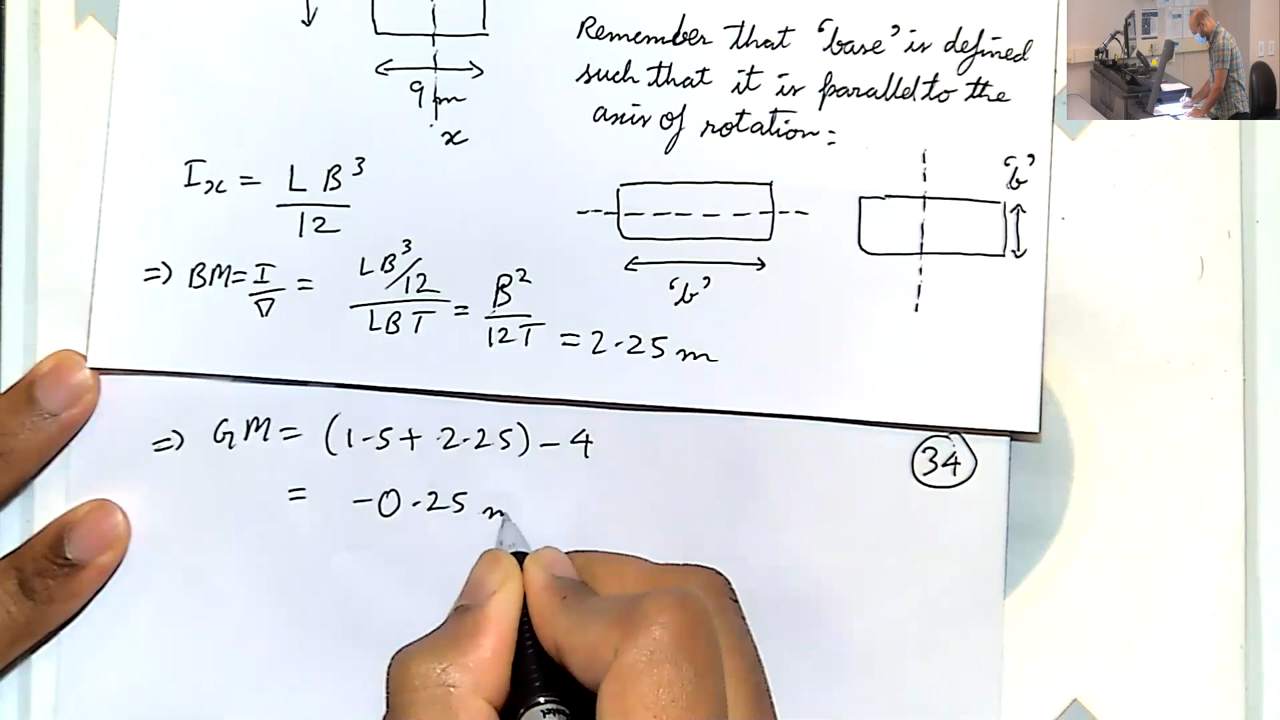 9m
x
Remember that 'base' is defined
such that it is parallel to the
axis of rotation:
Ix = LB³/12
'b'
⇒ BM = I/∇ = (LB³/12)/(LBT) = B²/12T = 2.25 m
'b'
⇒ GM = (1.5 + 2.25) - 4
34
= -0.25 m